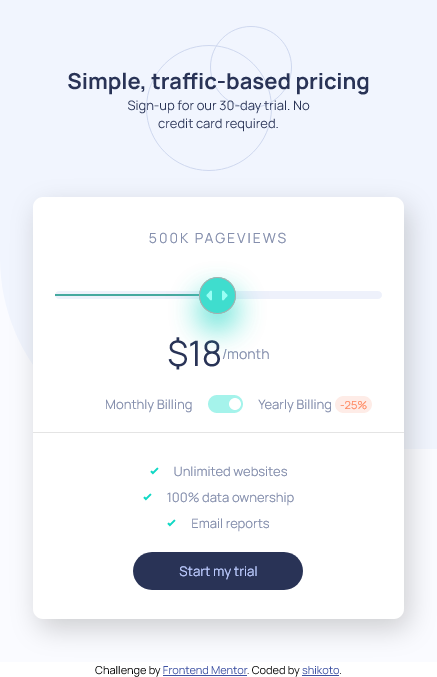 Simple, traffic-based pricing
Sign-up for our 30-day trial. No
credit card required.
500K PAGEVIEWS
$18/month
Monthly Billing Yearly Billing -25%
Unlimited websites
100% data ownership
Email reports
Start my trial
Challenge by Frontend Mentor. Coded by shikoto.